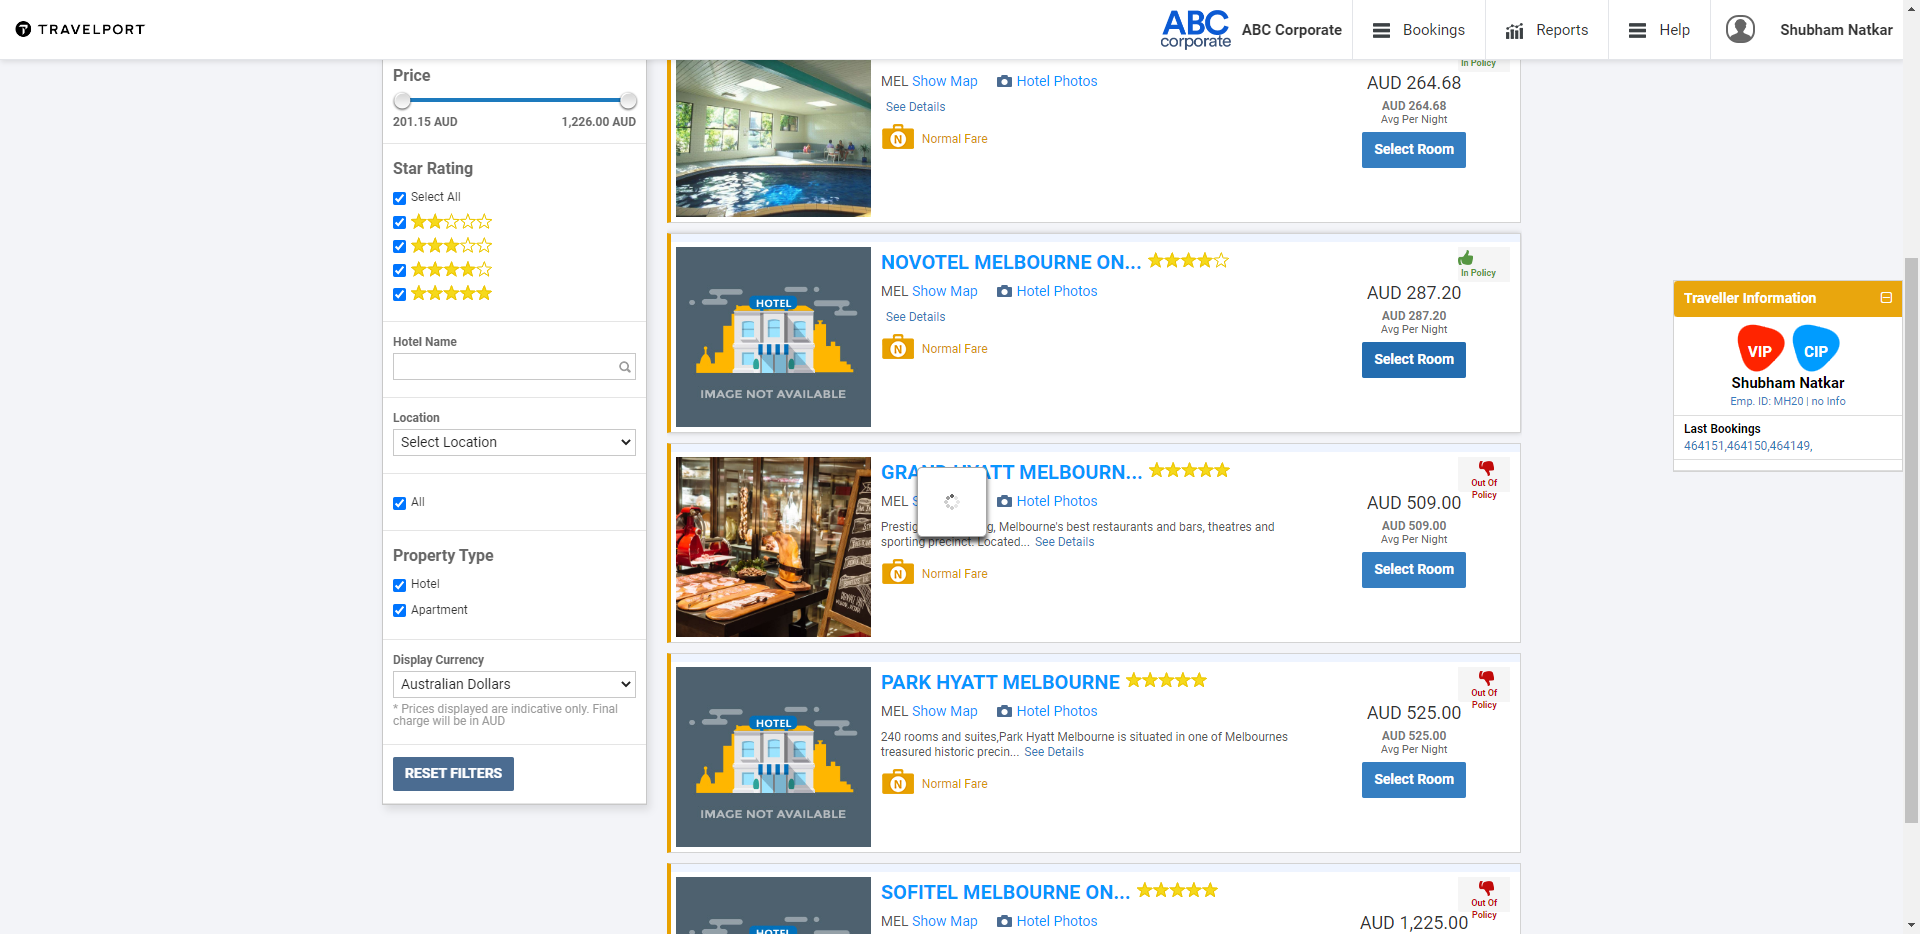 TRAVELPORT
ABC
corporate
ABC Corporate
Bookings
Reports
Help
Shubham Natkar
Price
201.15 AUD
1,226.00 AUD
Star Rating
Select All
Hotel Name
Location
Select Location
All
Property Type
Hotel
Apartment
Display Currency
Australian Dollars
* Prices displayed are indicative only. Final
charge will be in AUD
RESET FILTERS
In Policy
MEL Show Map
Hotel Photos
AUD 264.68
See Details
AUD 264.68
Avg Per Night
N
Normal Fare
Select Room
HOTEL
IMAGE NOT AVAILABLE
NOVOTEL MELBOURNE ON...
In Policy
MEL Show Map
Hotel Photos
AUD 287.20
See Details
AUD 287.20
Avg Per Night
N
Normal Fare
Select Room
MELBOURN...
Out Of
Policy
MEL
Hotel Photos
AUD 509.00
Melbourne's best restaurants and bars, theatres and
sporting precinct. Located... See Details
AUD 509.00
Avg Per Night
N
Normal Fare
Select Room
HOTEL
IMAGE NOT AVAILABLE
PARK HYATT MELBOURNE
Out Of
Policy
MEL Show Map
Hotel Photos
AUD 525.00
240 rooms and suites,Park Hyatt Melbourne is situated in one of Melbournes
treasured historic precin... See Details
AUD 525.00
Avg Per Night
N
Normal Fare
Select Room
HOTEL
SOFITEL MELBOURNE ON...
Out Of
Policy
MEL Show Map
Hotel Photos
AUD 1,225.00
Traveller Information
VIP
CIP
Shubham Natkar
Emp. ID: MH20 | no Info
Last Bookings
464151,464150,464149,